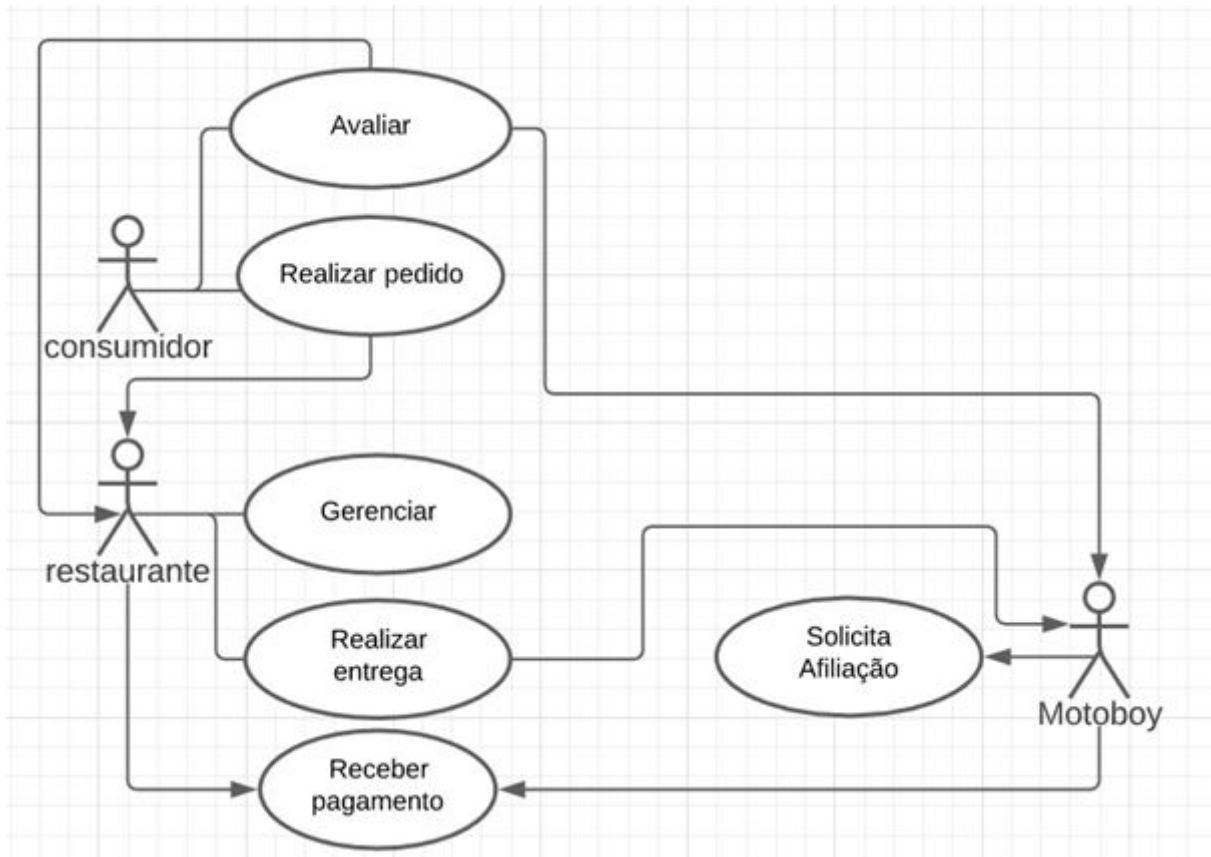 Avaliar
Realizar pedido
consumidor
Gerenciar
restaurante
Realizar
entrega
Solicita
Afiliação
Motoboy
Receber
pagamento